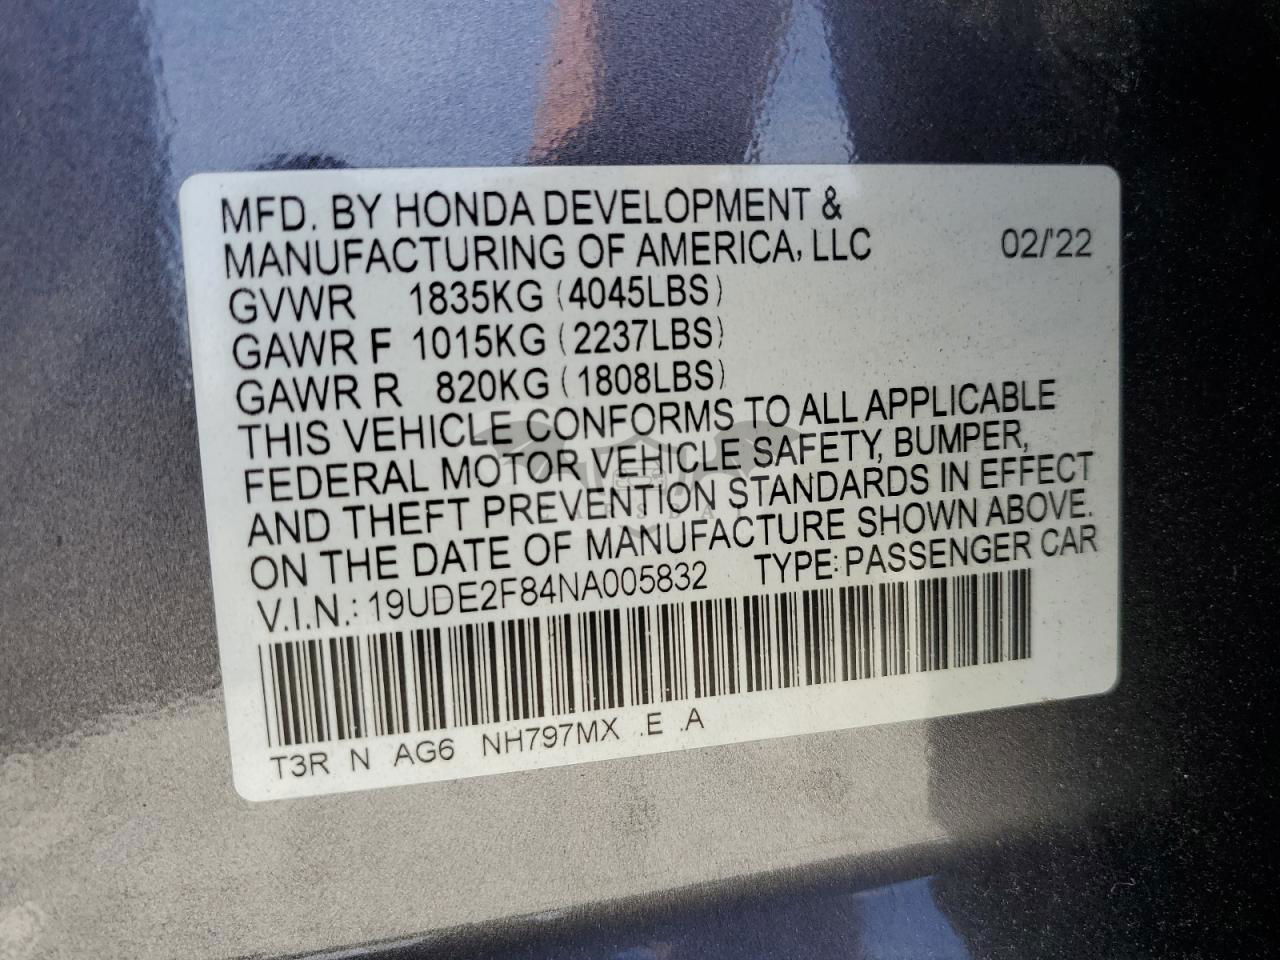 MFD. BY HONDA DEVELOPMENT &
MANUFACTURING OF AMERICA, LLC 02/'22
GVWR 1835KG (4045LBS)
GAWR F 1015KG (2237LBS)
GAWR R 820KG (1808LBS)
THIS VEHICLE CONFORMS TO ALL APPLICABLE
FEDERAL MOTOR VEHICLE SAFETY, BUMPER,
AND THEFT PREVENTION STANDARDS IN EFFECT
ON THE DATE OF MANUFACTURE SHOWN ABOVE.
V.I.N.: 19UDE2F84NA005832 TYPE: PASSENGER CAR
T3R N AG6 NH797MX .E .A